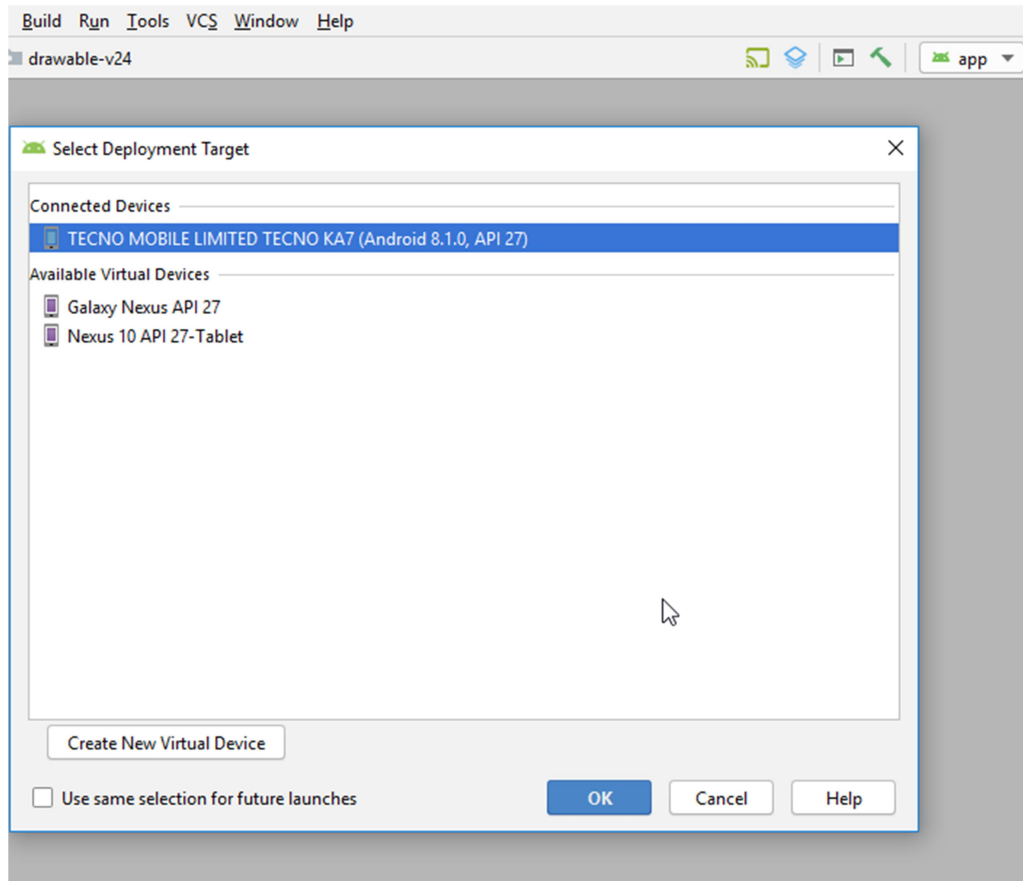 Build Run Tools VCS Window Help
drawable-v24
app
Select Deployment Target
Connected Devices
TECNO MOBILE LIMITED TECNO KA7 (Android 8.1.0, API 27)
Available Virtual Devices
Galaxy Nexus API 27
Nexus 10 API 27-Tablet
Create New Virtual Device
Use same selection for future launches
OK Cancel Help